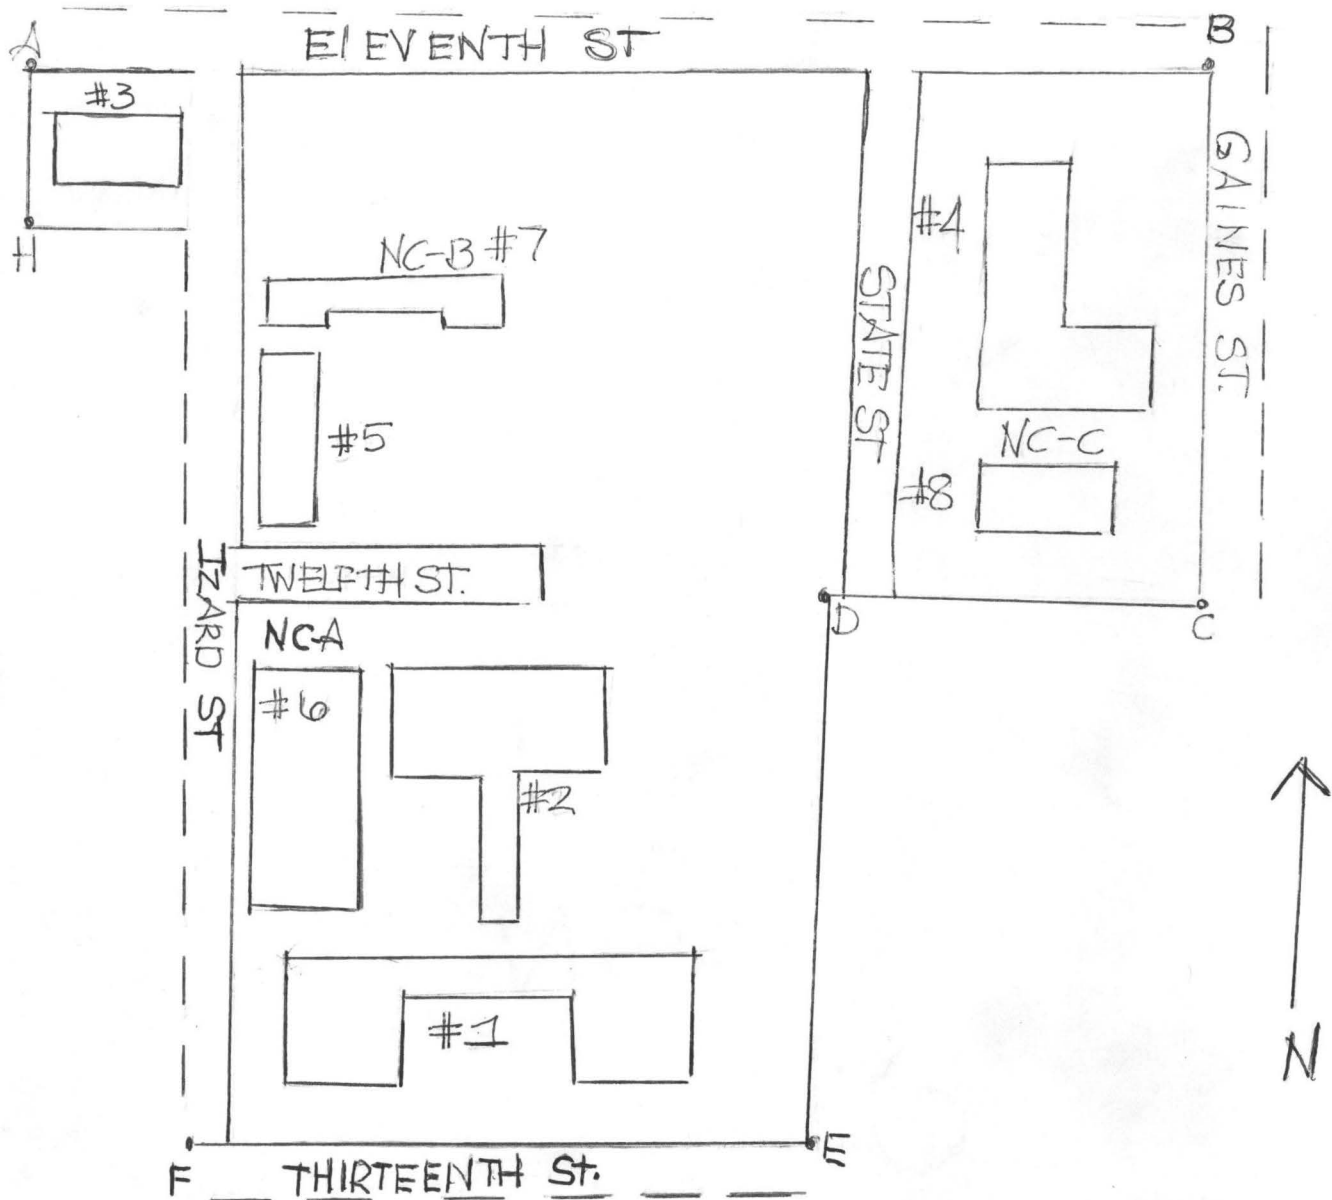 A
ElEVENTH ST
B
#3
GAINES ST.
H
#4
NC-B #7
STATE ST
#5
NC-C
#8
IZARD ST
TWELFTH ST.
D
C
NCA
#6
#2
#1
N
F
THIRTEENTH St.
E